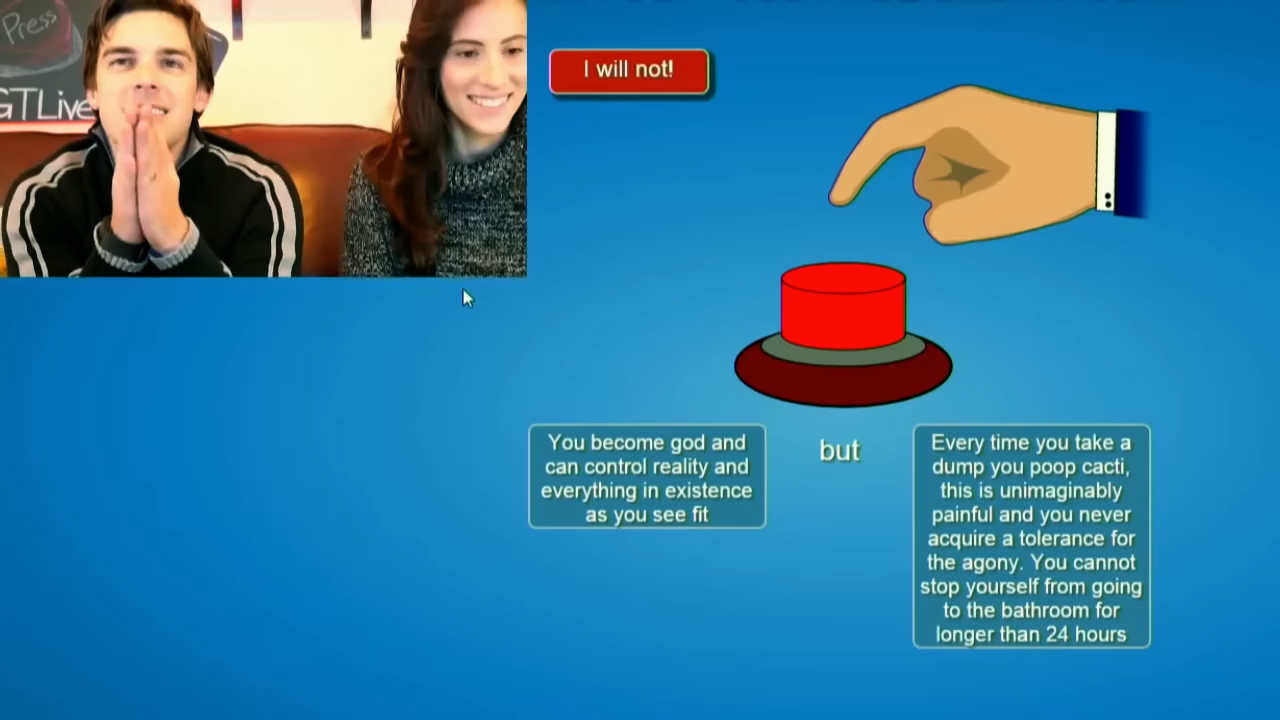 Press
GTLive
I will not!
You become god and
can control reality and
everything in existence
as you see fit
but
Every time you take a
dump you poop cacti,
this is unimaginably
painful and you never
acquire a tolerance for
the agony. You cannot
stop yourself from going
to the bathroom for
longer than 24 hours